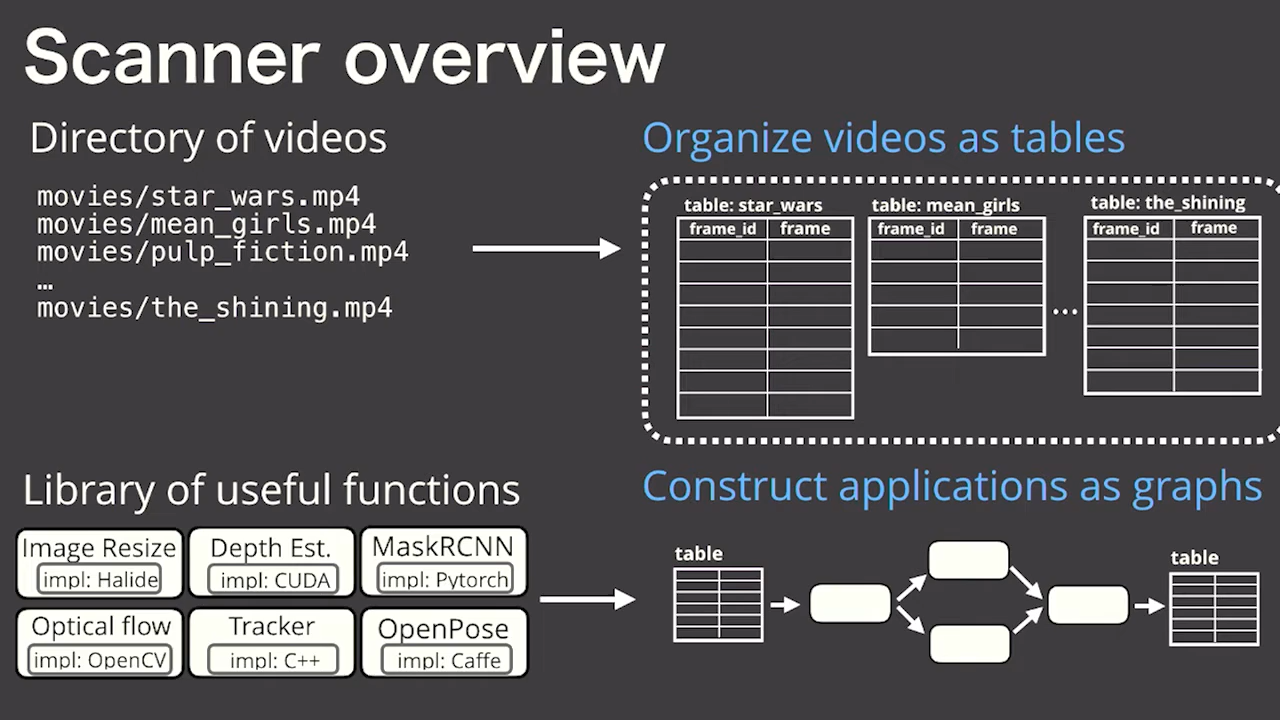 Scanner overview
Directory of videos
movies/star_wars.mp4
movies/mean_girls.mp4
movies/pulp_fiction.mp4
…
movies/the_shining.mp4
Organize videos as tables
table: star_wars
frame_id frame
table: mean_girls
frame_id frame
...
table: the_shining
frame_id frame
Library of useful functions
Image Resize
impl: Halide
Depth Est.
impl: CUDA
MaskRCNN
impl: Pytorch
Optical flow
impl: OpenCV
Tracker
impl: C++
OpenPose
impl: Caffe
Construct applications as graphs
table
table